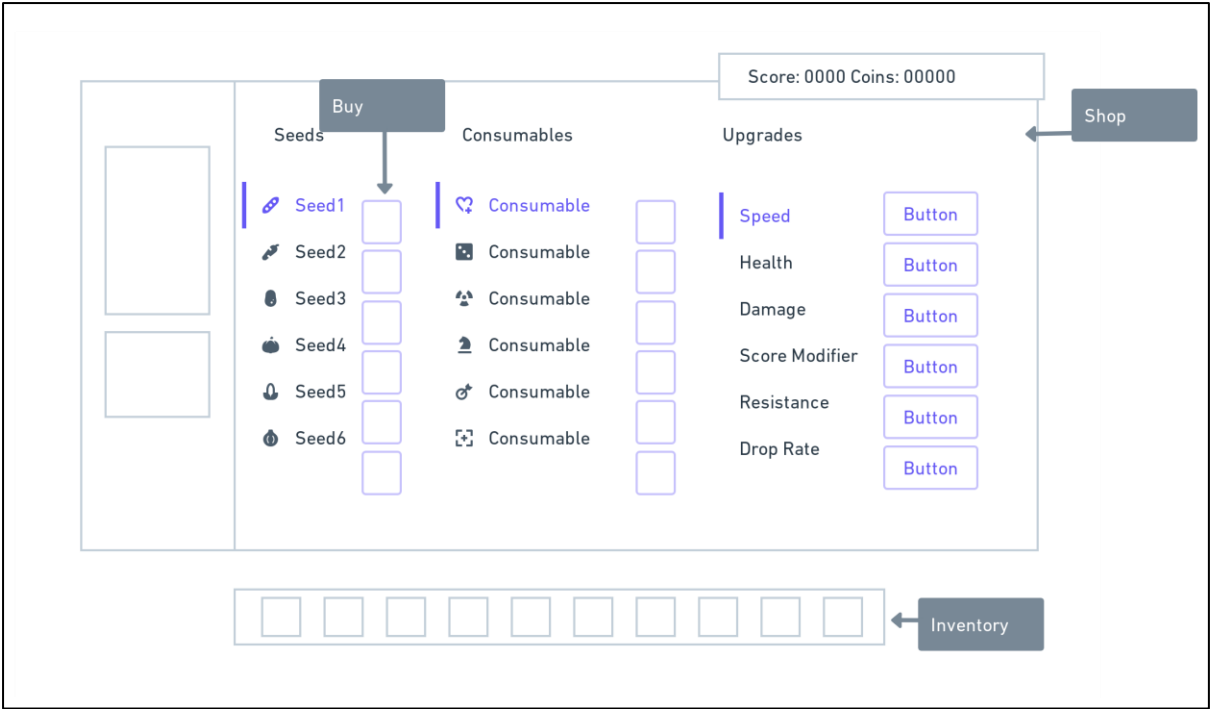 Score: 0000 Coins: 00000
Buy
Shop
Seeds
Consumables
Upgrades
Seed1
Seed2
Seed3
Seed4
Seed5
Seed6
Consumable
Consumable
Consumable
Consumable
Consumable
Consumable
Speed
Button
Health
Button
Damage
Button
Score Modifier
Button
Resistance
Button
Drop Rate
Button
Inventory